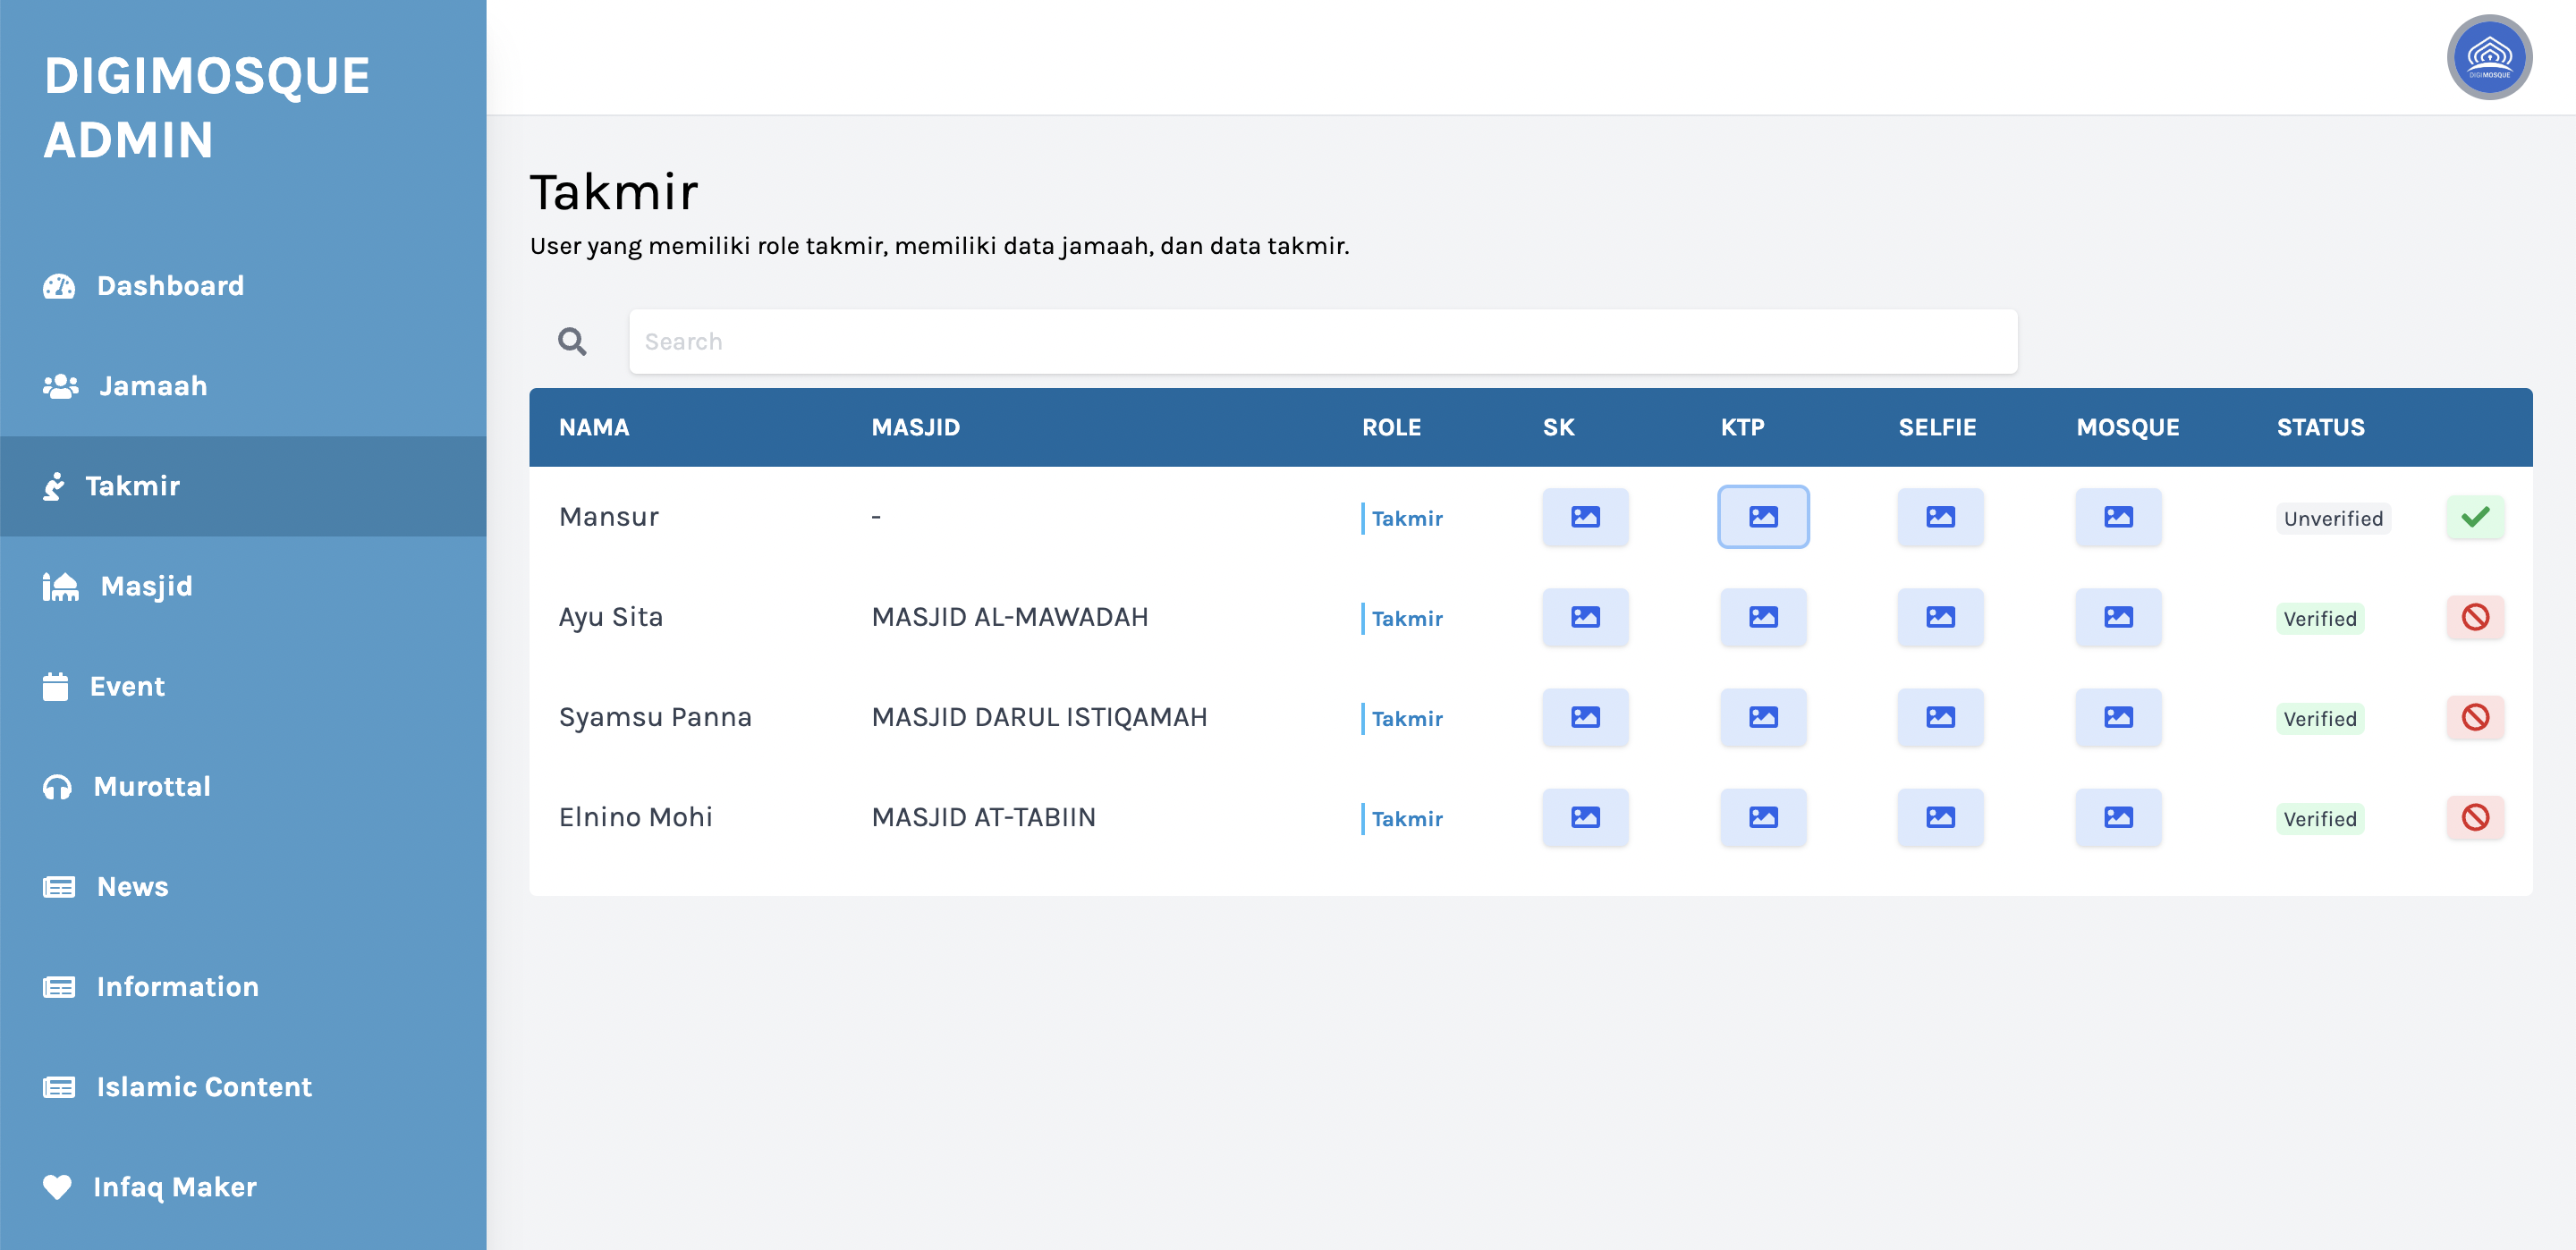 DIGIMOSQUE
ADMIN
Dashboard
Jamaah
Takmir
Masjid
Event
Murottal
News
Information
Islamic Content
Infaq Maker
DIGIMOSQUE
Takmir
User yang memiliki role takmir, memiliki data jamaah, dan data takmir.
Search
NAMA MASJID ROLE SK KTP SELFIE MOSQUE STATUS
Mansur - Takmir Unverified
Ayu Sita MASJID AL-MAWADAH Takmir Verified
Syamsu Panna MASJID DARUL ISTIQAMAH Takmir Verified
Elnino Mohi MASJID AT-TABIIN Takmir Verified